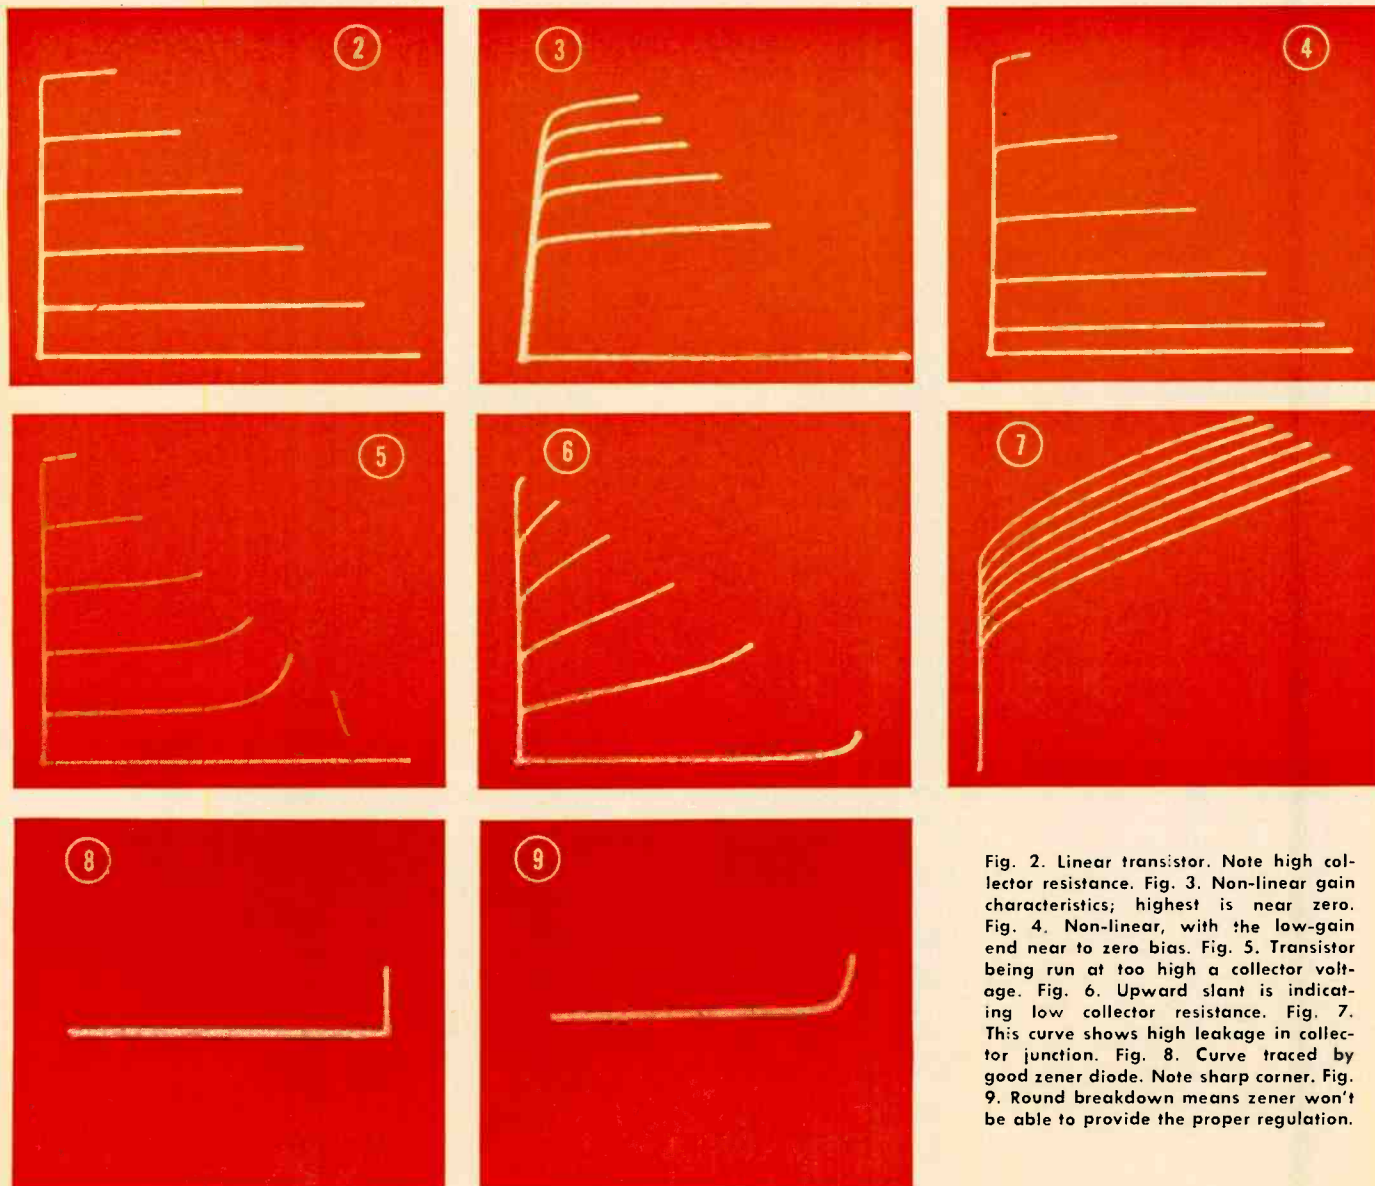 2
3
4
5
6
7
8
9
Fig. 2. Linear transistor. Note high col-
lector resistance. Fig. 3. Non-linear gain
characteristics; highest is near zero.
Fig. 4. Non-linear, with the low-gain
end near to zero bias. Fig. 5. Transistor
being run at too high a collector volt-
age. Fig. 6. Upward slant is indicat-
ing low collector resistance. Fig. 7.
This curve shows high leakage in collec-
tor junction. Fig. 8. Curve traced by
good zener diode. Note sharp corner. Fig.
9. Round breakdown means zener won't
be able to provide the proper regulation.